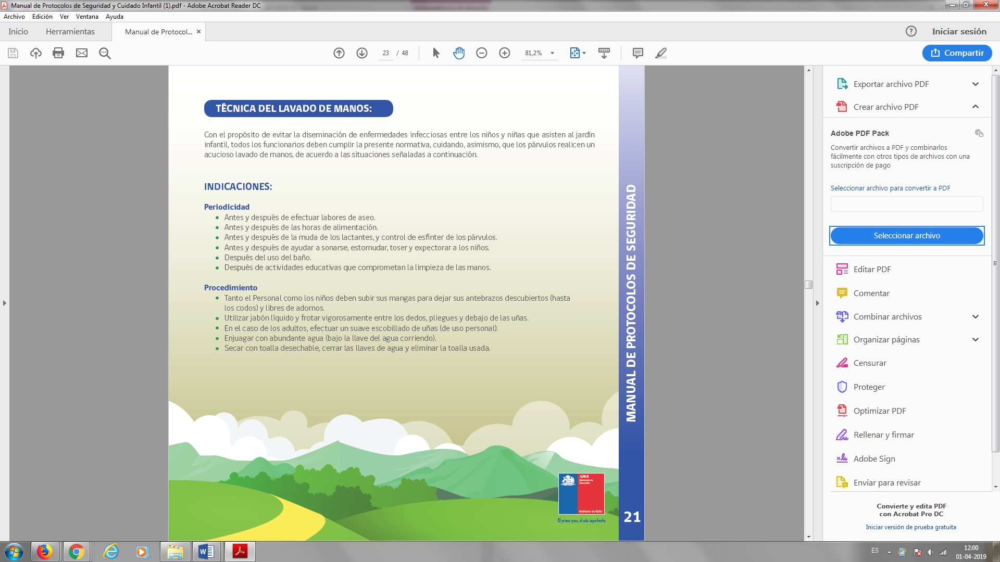 Manual de Protocolos de Seguridad y Cuidado Infantil (1).pdf - Adobe Acrobat Reader DC
Archivo Edición Ver Ventana Ayuda
Inicio Herramientas Manual de Protocol... × Iniciar sesión
23 / 48 81,2% Compartir
TÉCNICA DEL LAVADO DE MANOS:
Con el propósito de evitar la diseminación de enfermedades infecciosas entre los niños y niñas que asisten al jardín
infantil, todos los funcionarios deben cumplir la presente normativa, cuidando, asimismo, que los párvulos realicen un
acucioso lavado de manos, de acuerdo a las situaciones señaladas a continuación.
INDICACIONES:
Periodicidad
• Antes y después de efectuar labores de aseo.
• Antes y después de las horas de alimentación.
• Antes y después de la muda de los lactantes, y control de esfínter de los párvulos.
• Antes y después de ayudar a sonarse, estornudar, toser y expectorar a los niños.
• Después del uso del baño.
• Después de actividades educativas que comprometan la limpieza de las manos.
Procedimiento
• Tanto el Personal como los niños deben subir sus mangas para dejar sus antebrazos descubiertos (hasta
los codos) y libres de adornos.
• Utilizar jabón líquido y frotar vigorosamente entre los dedos, pliegues y debajo de las uñas.
• En el caso de los adultos, efectuar un suave escobillado de uñas (de uso personal).
• Enjuagar con abundante agua (bajo la llave del agua corriendo).
• Secar con toalla desechable, cerrar las llaves de agua y eliminar la toalla usada.
JUNJI
Ministerio de
Educación
Gobierno de Chile
El primer paso, el más importante.
MANUAL DE PROTOCOLOS DE SEGURIDAD
21
Exportar archivo PDF
Crear archivo PDF
Adobe PDF Pack
Convertir archivos a PDF y combinarlos
fácilmente con otros tipos de archivos con una
suscripción de pago
Seleccionar archivo para convertir a PDF
Seleccionar archivo
Editar PDF
Comentar
Combinar archivos
Organizar páginas
Censurar
Proteger
Optimizar PDF
Rellenar y firmar
Adobe Sign
Enviar para revisar
Convierte y edita PDF
con Acrobat Pro DC
Iniciar versión de prueba gratuita
ES
12:00
01-04-2019